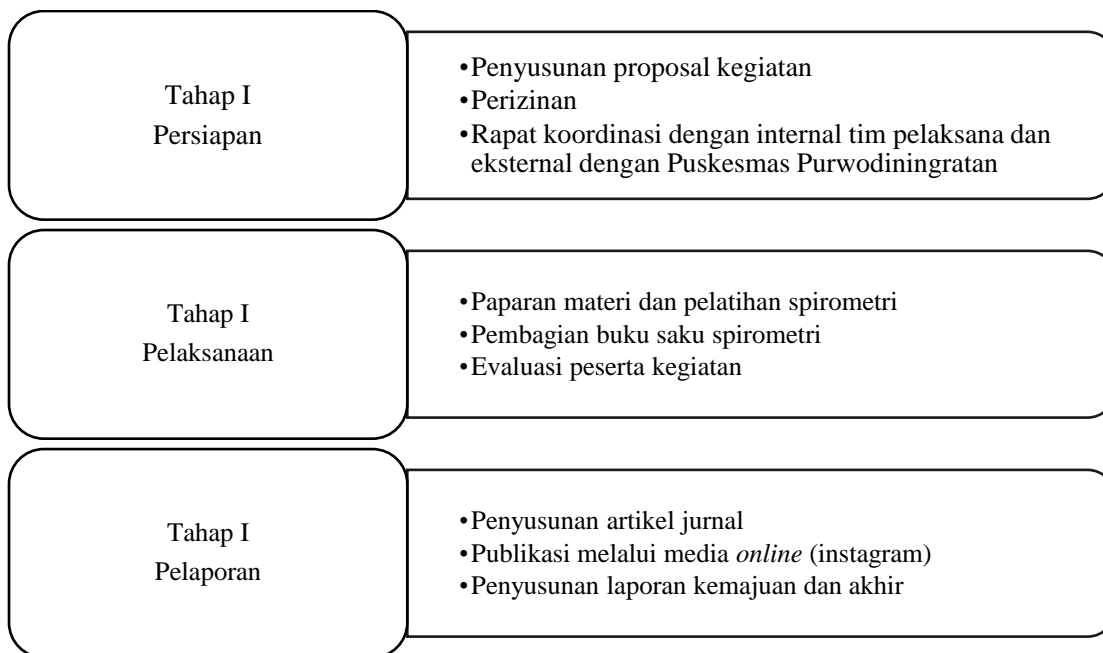 Tahap I
Persiapan
•Penyusunan proposal kegiatan
•Perizinan
•Rapat koordinasi dengan internal tim pelaksana dan
eksternal dengan Puskesmas Purwodiningratan
Tahap I
Pelaksanaan
•Paparan materi dan pelatihan spirometri
•Pembagian buku saku spirometri
•Evaluasi peserta kegiatan
Tahap I
Pelaporan
•Penyusunan artikel jurnal
•Publikasi melalui media online (instagram)
•Penyusunan laporan kemajuan dan akhir